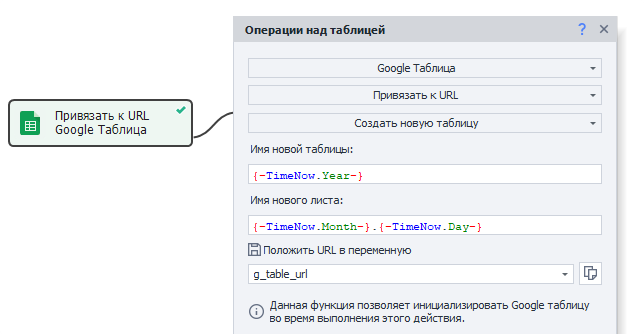 Операции над таблицей
Google Таблица
Привязать к URL
Привязать к URL
Google Таблица
Создать новую таблицу
Имя новой таблицы:
{-TimeNow.Year-}
Имя нового листа:
{-TimeNow.Month-}.{-TimeNow.Day-}
Положить URL в переменную
g_table_url
Данная функция позволяет инициализировать Google таблицу
во время выполнения этого действия.